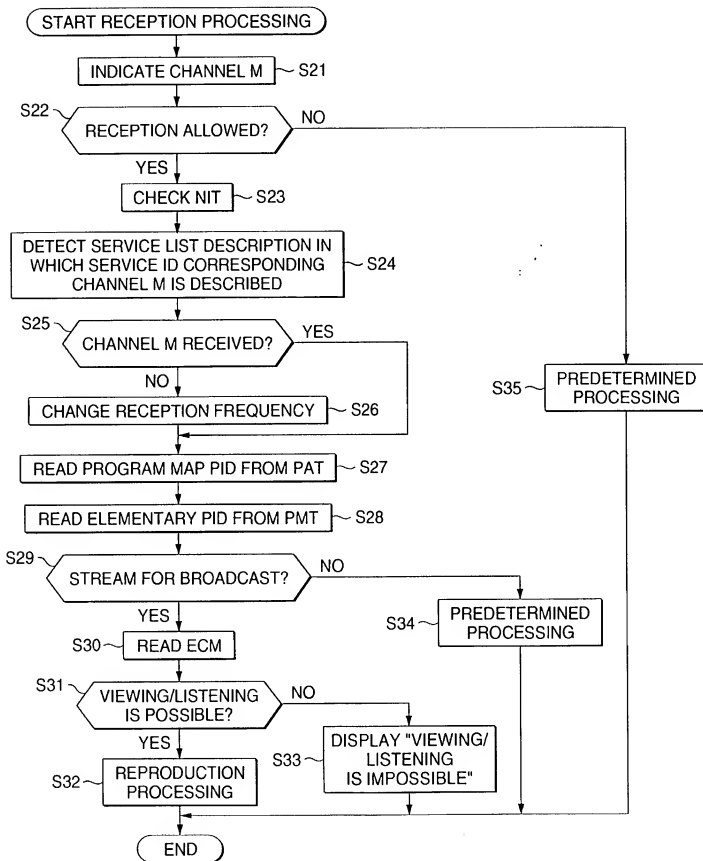 START RECEPTION PROCESSING
INDICATE CHANNEL M
S21
S22
RECEPTION ALLOWED?
NO
YES
CHECK NIT
S23
DETECT SERVICE LIST DESCRIPTION IN
WHICH SERVICE ID CORRESPONDING
CHANNEL M IS DESCRIBED
S24
S25
CHANNEL M RECEIVED?
YES
NO
CHANGE RECEPTION FREQUENCY
S26
S35
PREDETERMINED
PROCESSING
READ PROGRAM MAP PID FROM PAT
S27
READ ELEMENTARY PID FROM PMT
S28
S29
STREAM FOR BROADCAST?
NO
YES
S34
PREDETERMINED
PROCESSING
S30
READ ECM
S31
VIEWING/LISTENING
IS POSSIBLE?
NO
YES
S33
DISPLAY "VIEWING/
LISTENING
IS IMPOSSIBLE"
S32
REPRODUCTION
PROCESSING
END